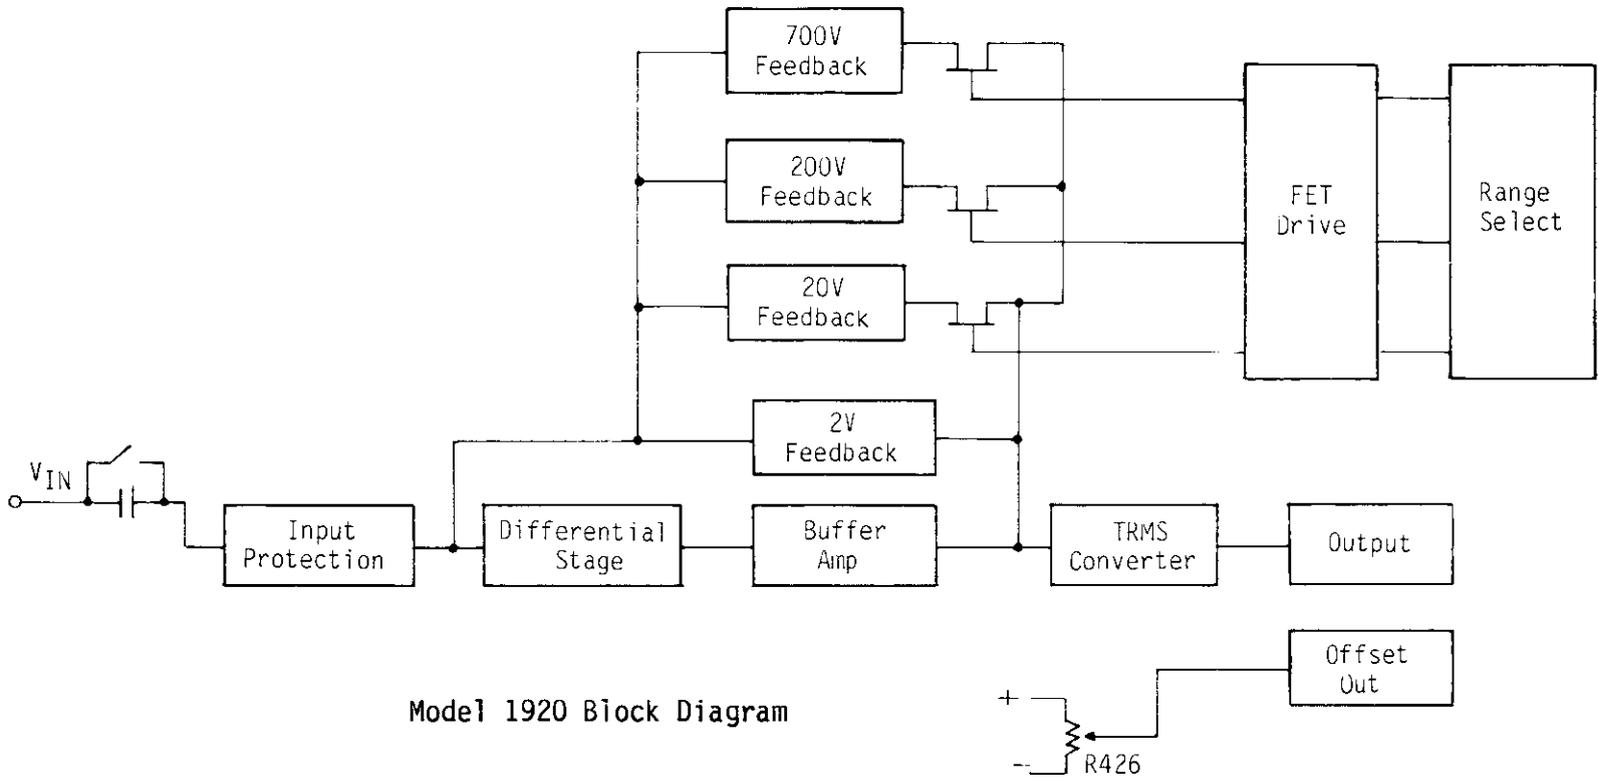 700V
Feedback
200V
Feedback
FET
Drive
Range
Select
20V
Feedback
2V
Feedback
VIN
Input
Protection
Differential
Stage
Buffer
Amp
TRMS
Converter
Output
Offset
Out
Model 1920 Block Diagram
+
-
R426